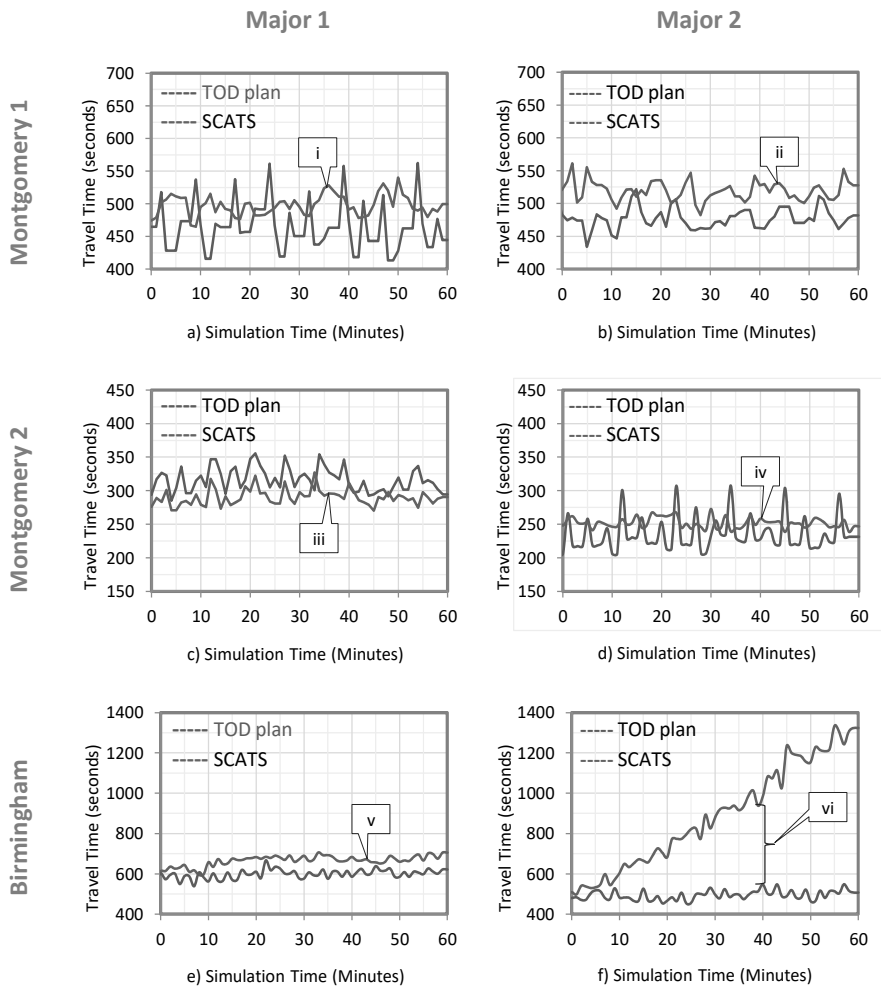 Major 1
Major 2
Montgomery 1
Travel Time (seconds)
700
650
600
550
500
450
400
TOD plan
SCATS
i
0 10 20 30 40 50 60
a) Simulation Time (Minutes)
Travel Time (seconds)
700
650
600
550
500
450
400
TOD plan
SCATS
ii
0 10 20 30 40 50 60
b) Simulation Time (Minutes)
Montgomery 2
Travel Time (seconds)
450
400
350
300
250
200
150
TOD plan
SCATS
iii
0 10 20 30 40 50 60
c) Simulation Time (Minutes)
Travel Time (seconds)
450
400
350
300
250
200
150
TOD plan
SCATS
iv
0 10 20 30 40 50 60
d) Simulation Time (Minutes)
Birmingham
Travel Time (seconds)
1400
1200
1000
800
600
400
TOD plan
SCATS
v
0 10 20 30 40 50 60
e) Simulation Time (Minutes)
Travel Time (seconds)
1400
1200
1000
800
600
400
TOD plan
SCATS
vi
0 10 20 30 40 50 60
f) Simulation Time (Minutes)